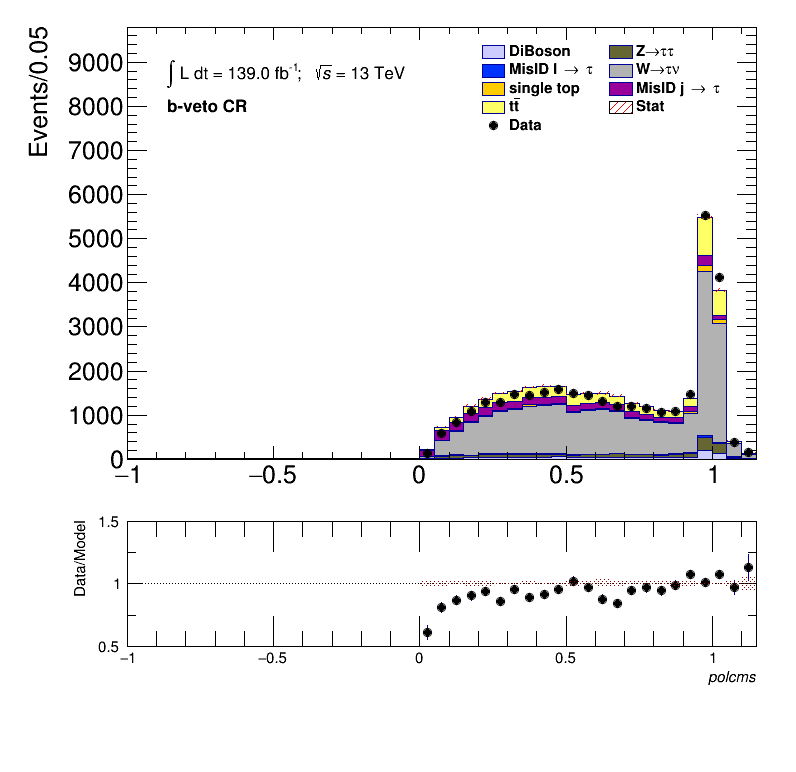 Events/0.05
9000
8000
7000
6000
5000
4000
3000
2000
1000
0
∫ L dt = 139.0 fb⁻¹; √s = 13 TeV
b-veto CR
DiBoson
MisID l → τ
single top
tt̄
Data
Z→ττ
W→τν
MisID j → τ
Stat
−1 −0.5 0 0.5 1
Data/Model
1.5
1
0.5
−1 −0.5 0 0.5 1
polcms